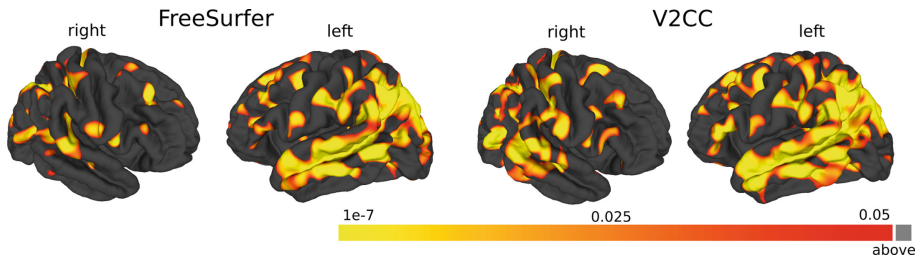 FreeSurfer
V2CC
right
left
right
left
1e-7
0.025
0.05
above